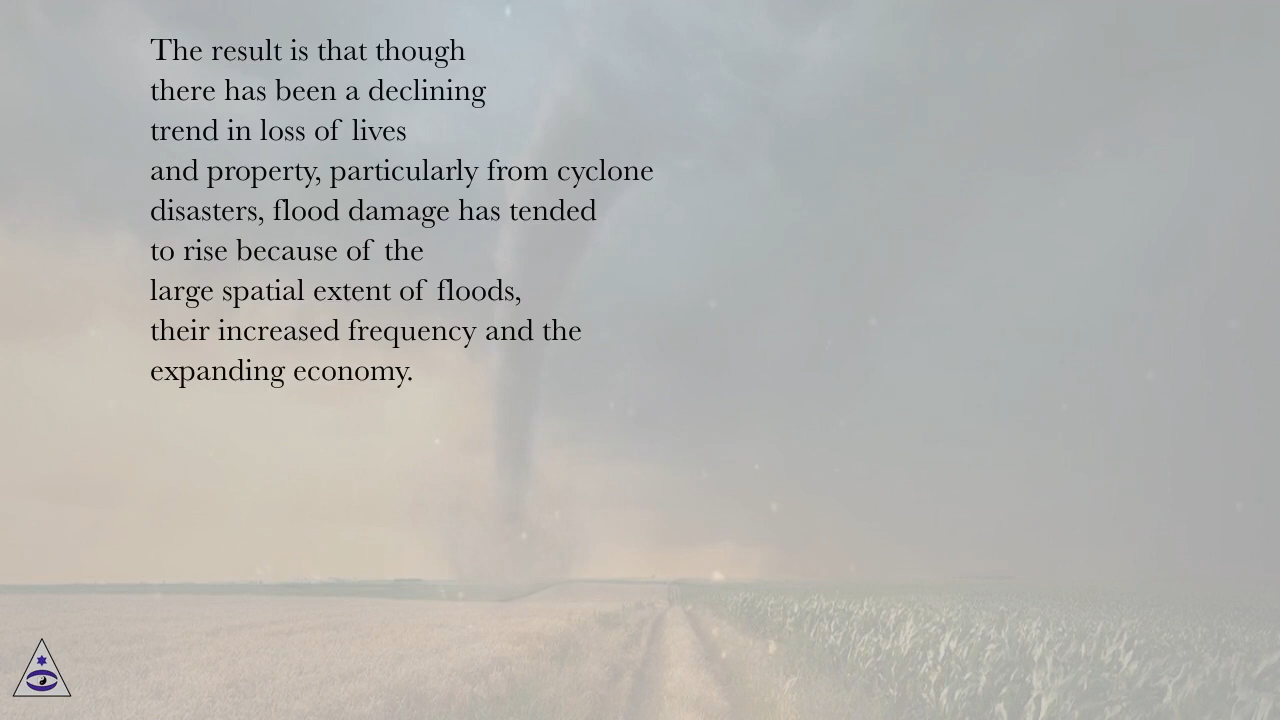 The result is that though
there has been a declining
trend in loss of lives
and property, particularly from cyclone
disasters, flood damage has tended
to rise because of the
large spatial extent of floods,
their increased frequency and the
expanding economy.